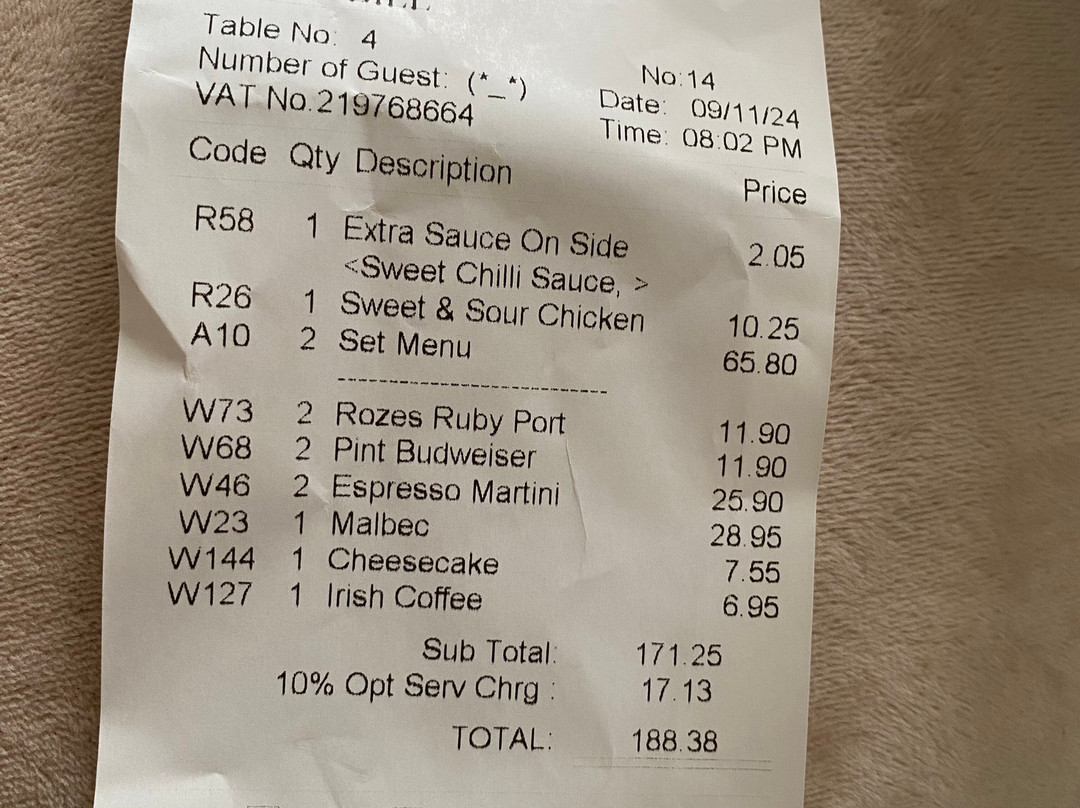 Table No: 4
No:14
Number of Guest: (*_*)
Date: 09/11/24
VAT No.219768664
Time: 08:02 PM
Code Qty Description Price
R58 1 Extra Sauce On Side 2.05
<Sweet Chilli Sauce, >
R26 1 Sweet & Sour Chicken 10.25
A10 2 Set Menu 65.80
----------------------------
W73 2 Rozes Ruby Port 11.90
W68 2 Pint Budweiser 11.90
W46 2 Espresso Martini 25.90
W23 1 Malbec 28.95
W144 1 Cheesecake 7.55
W127 1 Irish Coffee 6.95
Sub Total: 171.25
10% Opt Serv Chrg : 17.13
TOTAL: 188.38